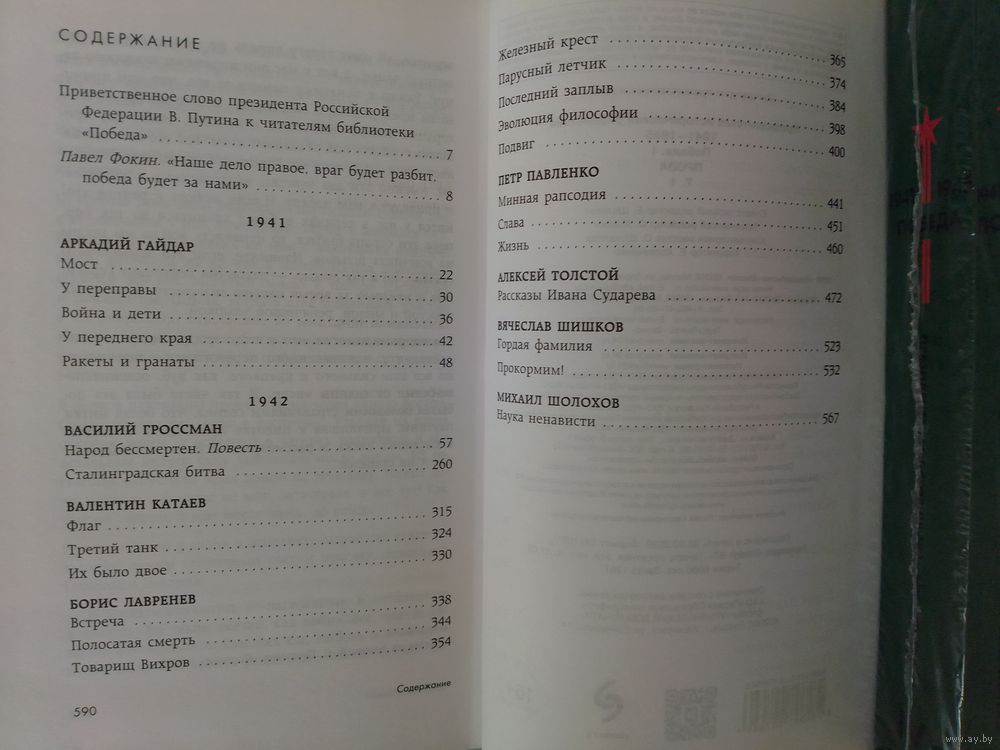 СОДЕРЖАНИЕ
Приветственное слово президента Российской
Федерации В. Путина к читателям библиотеки
«Победа» 7
Павел Фокин. «Наше дело правое, враг будет разбит,
победа будет за нами» 8
1941
АРКАДИЙ ГАЙДАР
Мост 22
У переправы 30
Война и дети 36
У переднего края 42
Ракеты и гранаты 48
1942
ВАСИЛИЙ ГРОССМАН
Народ бессмертен. Повесть 57
Сталинградская битва 260
ВАЛЕНТИН КАТАЕВ
Флаг 315
Третий танк 324
Их было двое 330
БОРИС ЛАВРЕНЕВ
Встреча 338
Полосатая смерть 344
Товарищ Вихров 354
Содержание
590
Железный крест 365
Парусный летчик 374
Последний заплыв 384
Эволюция философии 398
Подвиг 400
ПЕТР ПАВЛЕНКО
Минная рапсодия 441
Слава 451
Жизнь 460
АЛЕКСЕЙ ТОЛСТОЙ
Рассказы Ивана Сударева 472
ВЯЧЕСЛАВ ШИШКОВ
Гордая фамилия 523
Прокормим! 532
МИХАИЛ ШОЛОХОВ
Наука ненависти 567
www.ay.by